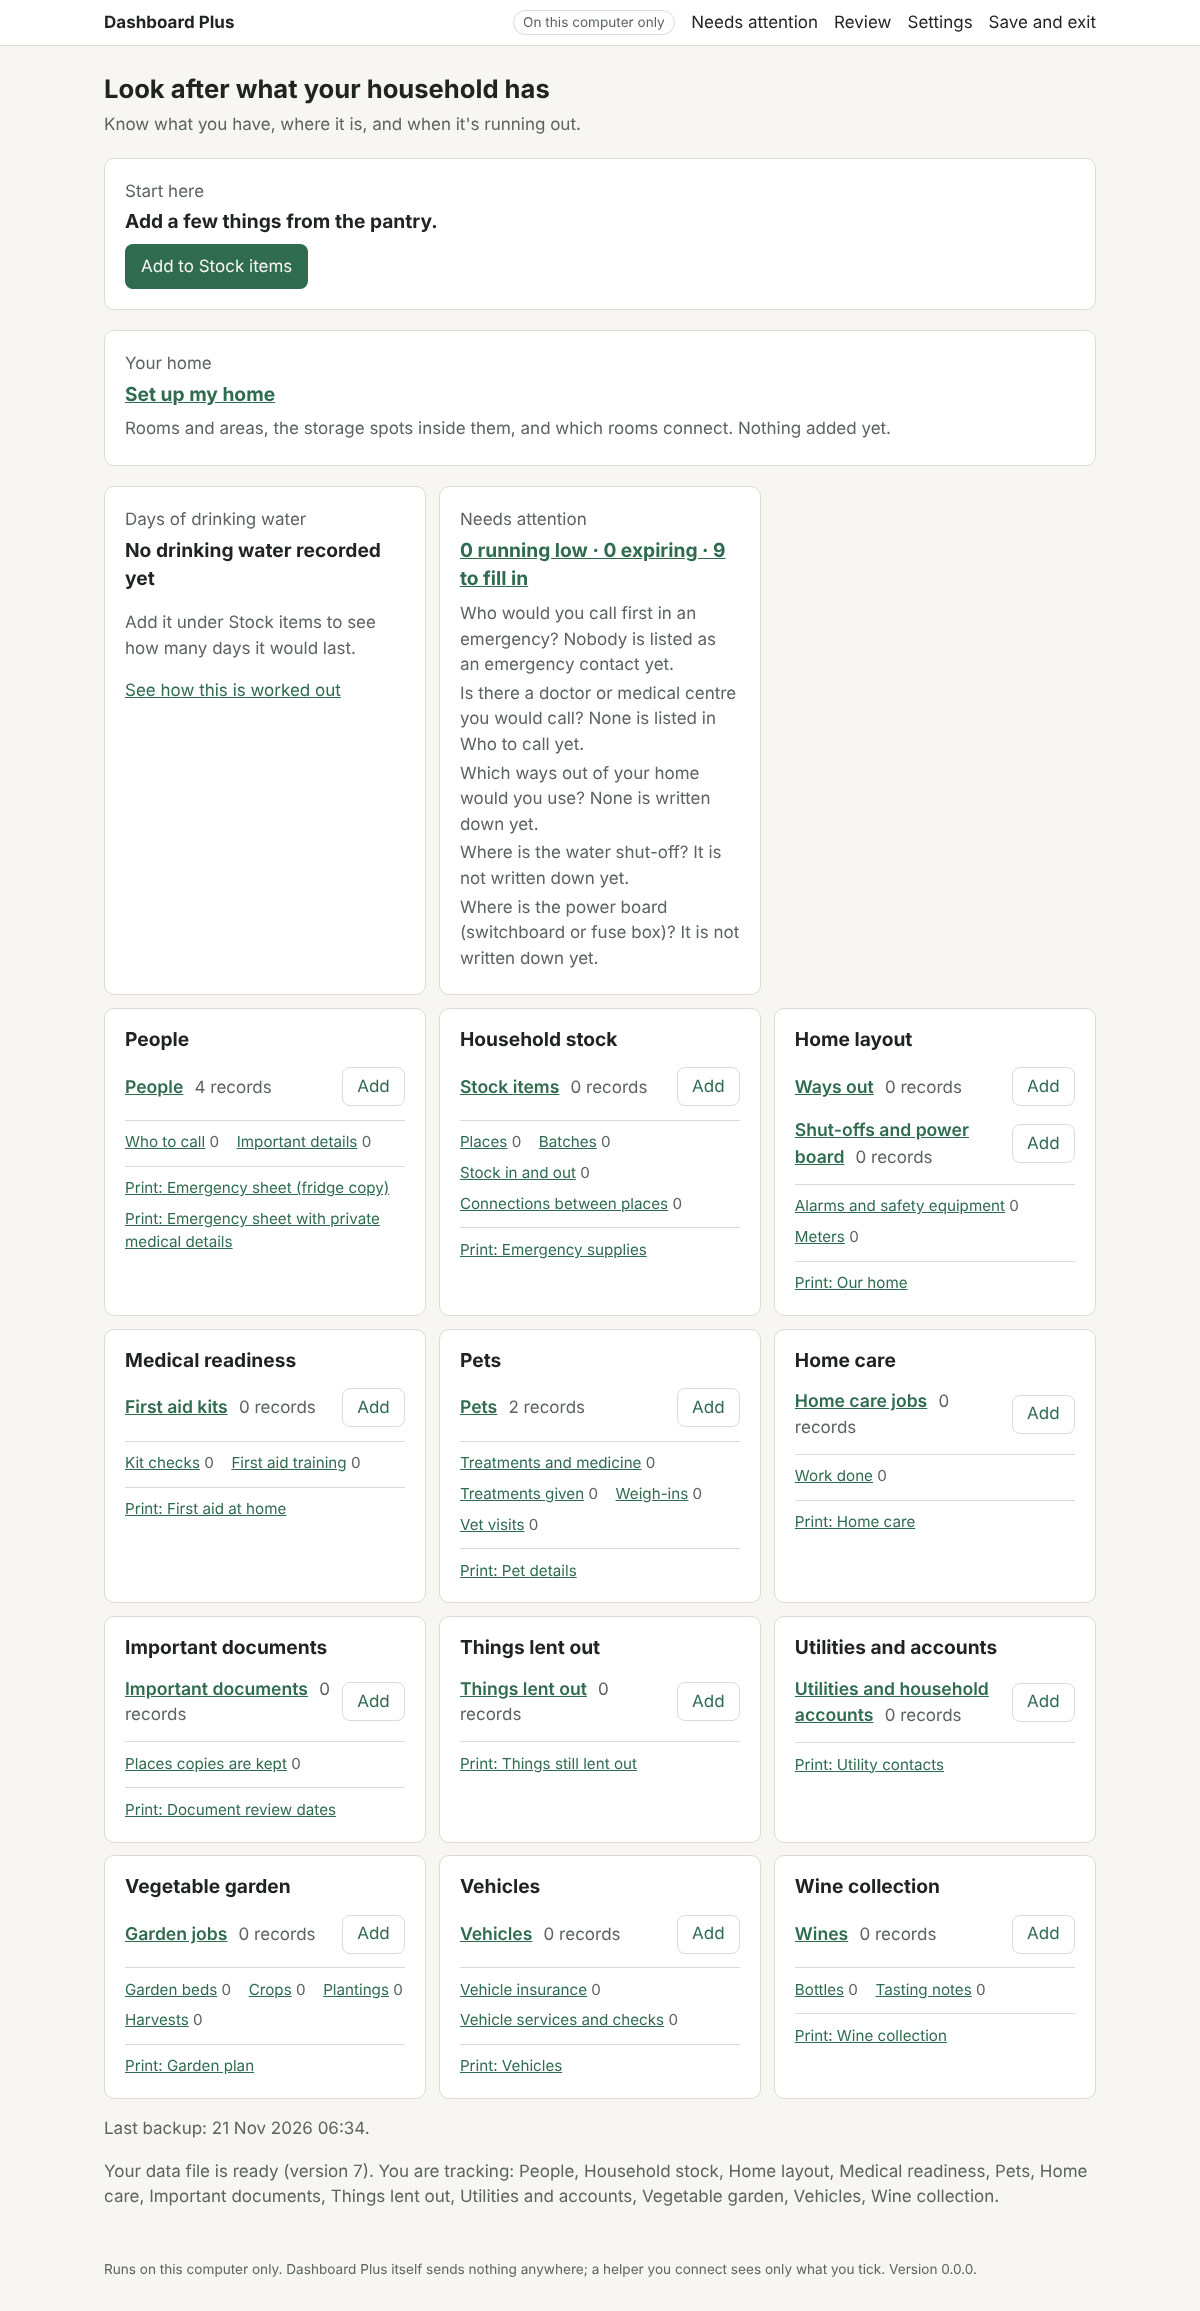 Dashboard Plus
On this computer only
Needs attention
Review
Settings
Save and exit
Look after what your household has
Know what you have, where it is, and when it's running out.
Start here
Add a few things from the pantry.
Add to Stock items
Your home
Set up my home
Rooms and areas, the storage spots inside them, and which rooms connect. Nothing added yet.
Days of drinking water
No drinking water recorded
yet
Add it under Stock items to see
how many days it would last.
See how this is worked out
Needs attention
0 running low · 0 expiring · 9
to fill in
Who would you call first in an
emergency? Nobody is listed as
an emergency contact yet.
Is there a doctor or medical centre
you would call? None is listed in
Who to call yet.
Which ways out of your home
would you use? None is written
down yet.
Where is the water shut-off? It is
not written down yet.
Where is the power board
(switchboard or fuse box)? It is not
written down yet.
People
People 4 records Add
Who to call 0 Important details 0
Print: Emergency sheet (fridge copy)
Print: Emergency sheet with private
medical details
Household stock
Stock items 0 records Add
Places 0 Batches 0
Stock in and out 0
Connections between places 0
Print: Emergency supplies
Home layout
Ways out 0 records Add
Shut-offs and power
board 0 records Add
Alarms and safety equipment 0
Meters 0
Print: Our home
Medical readiness
First aid kits 0 records Add
Kit checks 0 First aid training 0
Print: First aid at home
Pets
Pets 2 records Add
Treatments and medicine 0
Treatments given 0 Weigh-ins 0
Vet visits 0
Print: Pet details
Home care
Home care jobs 0
records Add
Work done 0
Print: Home care
Important documents
Important documents 0
records Add
Places copies are kept 0
Print: Document review dates
Things lent out
Things lent out 0
records Add
Print: Things still lent out
Utilities and accounts
Utilities and household
accounts 0 records Add
Print: Utility contacts
Vegetable garden
Garden jobs 0 records Add
Garden beds 0 Crops 0 Plantings 0
Harvests 0
Print: Garden plan
Vehicles
Vehicles 0 records Add
Vehicle insurance 0
Vehicle services and checks 0
Print: Vehicles
Wine collection
Wines 0 records Add
Bottles 0 Tasting notes 0
Print: Wine collection
Last backup: 21 Nov 2026 06:34.
Your data file is ready (version 7). You are tracking: People, Household stock, Home layout, Medical readiness, Pets, Home
care, Important documents, Things lent out, Utilities and accounts, Vegetable garden, Vehicles, Wine collection.
Runs on this computer only. Dashboard Plus itself sends nothing anywhere; a helper you connect sees only what you tick. Version 0.0.0.